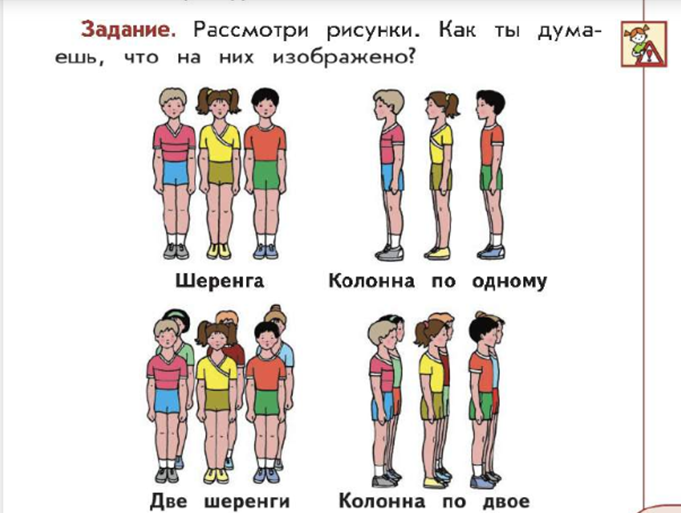 Задание. Рассмотри рисунки. Как ты дума-
ешь, что на них изображено?
Шеренга
Колонна по одному
Две шеренги
Колонна по двое